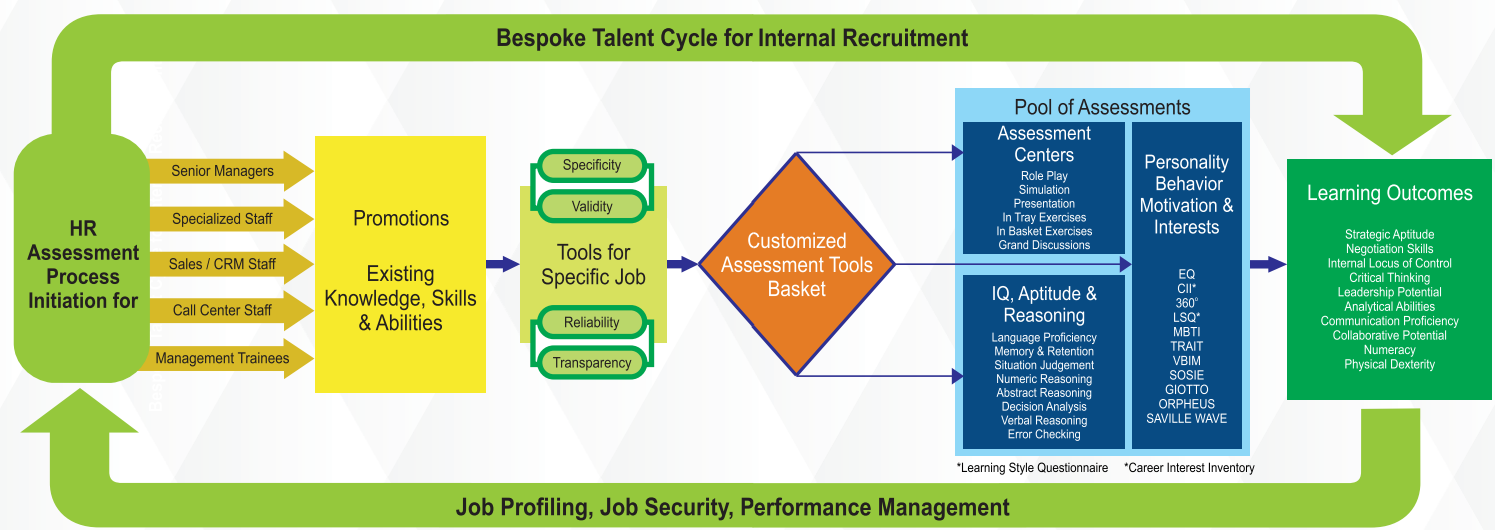 Bespoke Talent Cycle for Internal Recruitment
HR
Assessment
Process
Initiation for
Senior Managers
Specialized Staff
Sales / CRM Staff
Call Center Staff
Management Trainees
Promotions
Existing
Knowledge, Skills
& Abilities
Specificity
Validity
Tools for
Specific Job
Reliability
Transparency
Customized
Assessment Tools
Basket
Pool of Assessments
Assessment
Centers
Role Play
Simulation
Presentation
In Tray Exercises
In Basket Exercises
Grand Discussions
IQ, Aptitude &
Reasoning
Language Proficiency
Memory & Retention
Situation Judgement
Numeric Reasoning
Abstract Reasoning
Decision Analysis
Verbal Reasoning
Error Checking
Personality
Behavior
Motivation &
Interests
EQ
CII*
360°
LSQ*
MBTI
TRAIT
VBIM
SOSIE
GIOTTO
ORPHEUS
SAVILLE WAVE
*Learning Style Questionnaire
*Career Interest Inventory
Learning Outcomes
Strategic Aptitude
Negotiation Skills
Internal Locus of Control
Critical Thinking
Leadership Potential
Analytical Abilities
Communication Proficiency
Collaborative Potential
Numeracy
Physical Dexterity
Job Profiling, Job Security, Performance Management